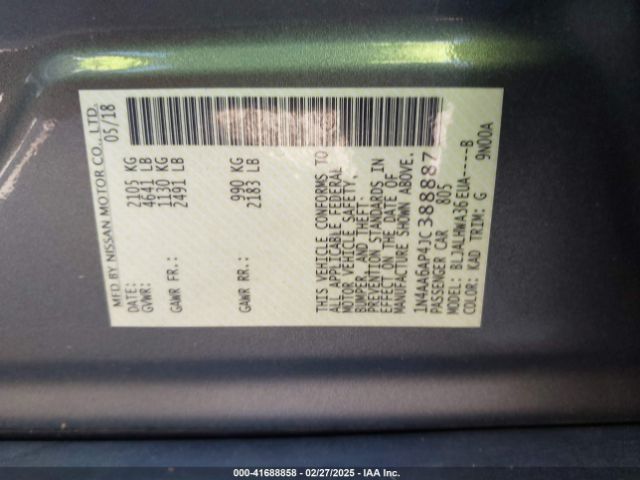 MFD BY NISSAN MOTOR CO., LTD.
DATE: 05/18
GVWR: 2105 KG
4641 LB
GAWR FR.: 1130 KG
2491 LB
GAWR RR.: 990 KG
2183 LB
THIS VEHICLE CONFORMS TO
ALL APPLICABLE FEDERAL
MOTOR VEHICLE SAFETY,
BUMPER, AND THEFT
PREVENTION STANDARDS IN
EFFECT ON THE DATE OF
MANUFACTURE SHOWN ABOVE.
1N4AA6AP4JC388887
PASSENGER CAR 805
MODEL: BLJALHWA36EUA----B
COLOR: KAD TRIM: G 9N00A
000-41688858 - 02/27/2025 - IAA Inc.